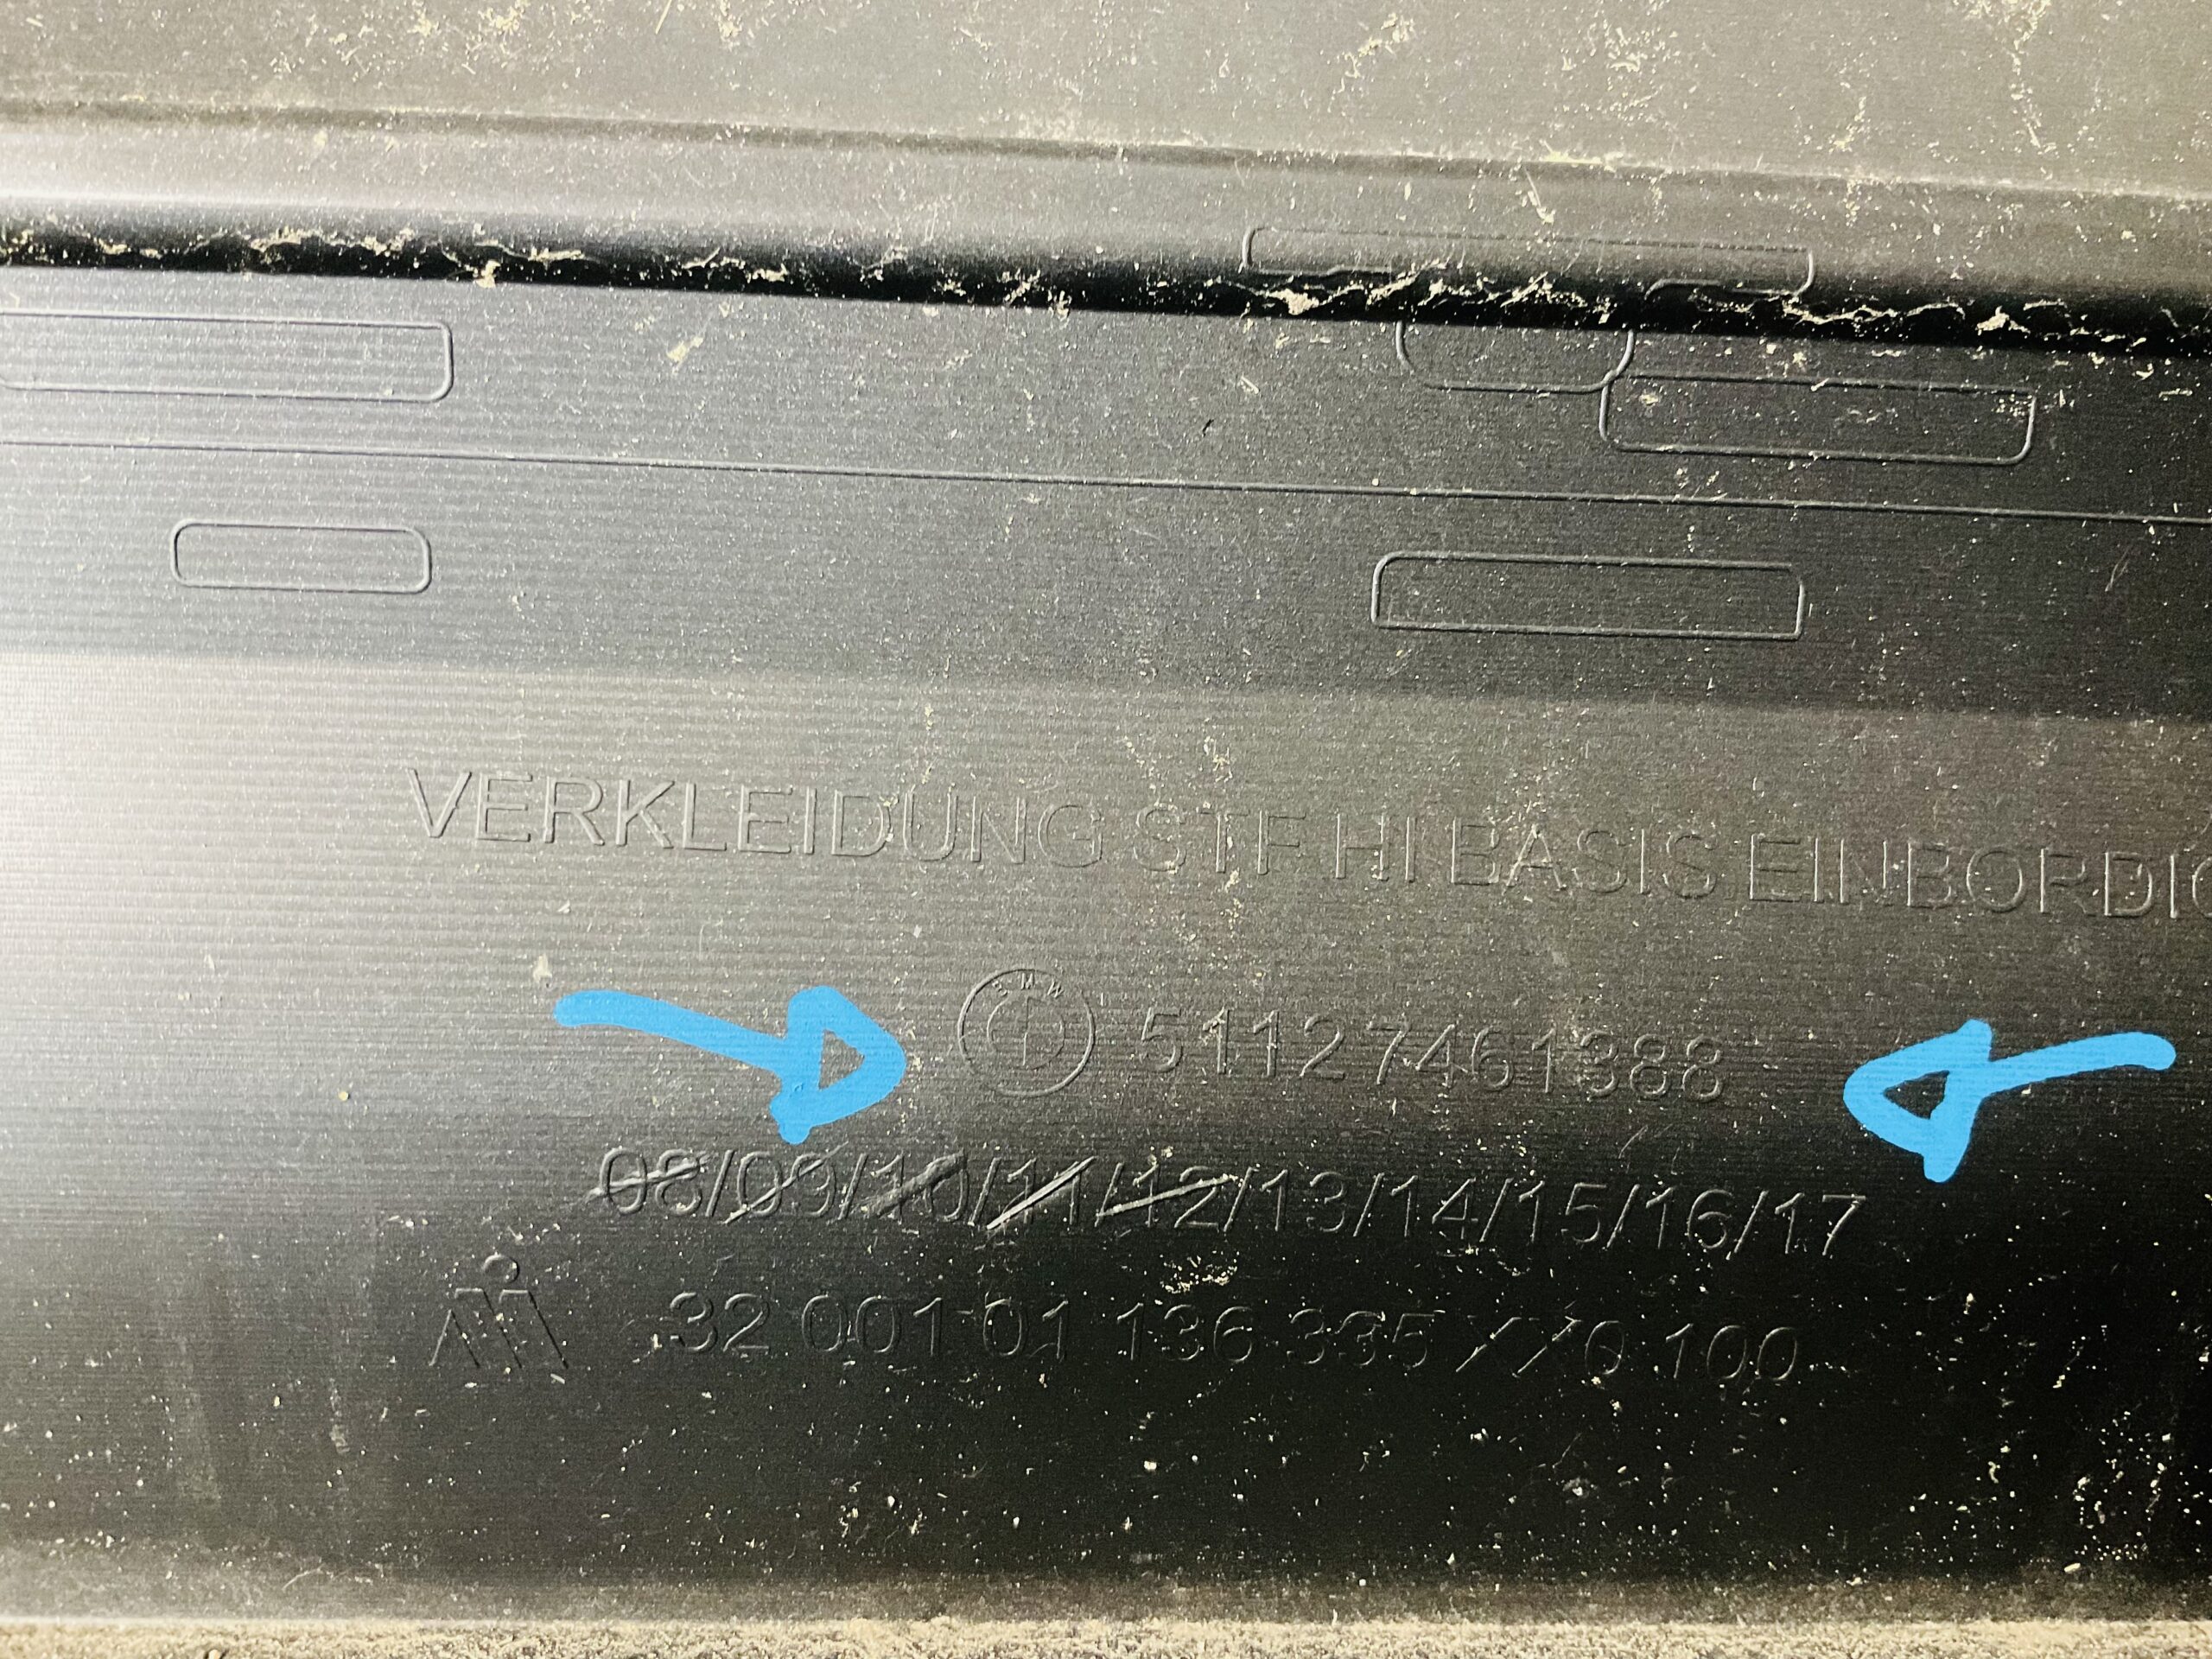 VERKLEIDUNG STF HI BASIS EINBORDIG
BMW 51127461388
08/09/10/11/12/13/14/15/16/17
32 001 01 136 335 XX0 100